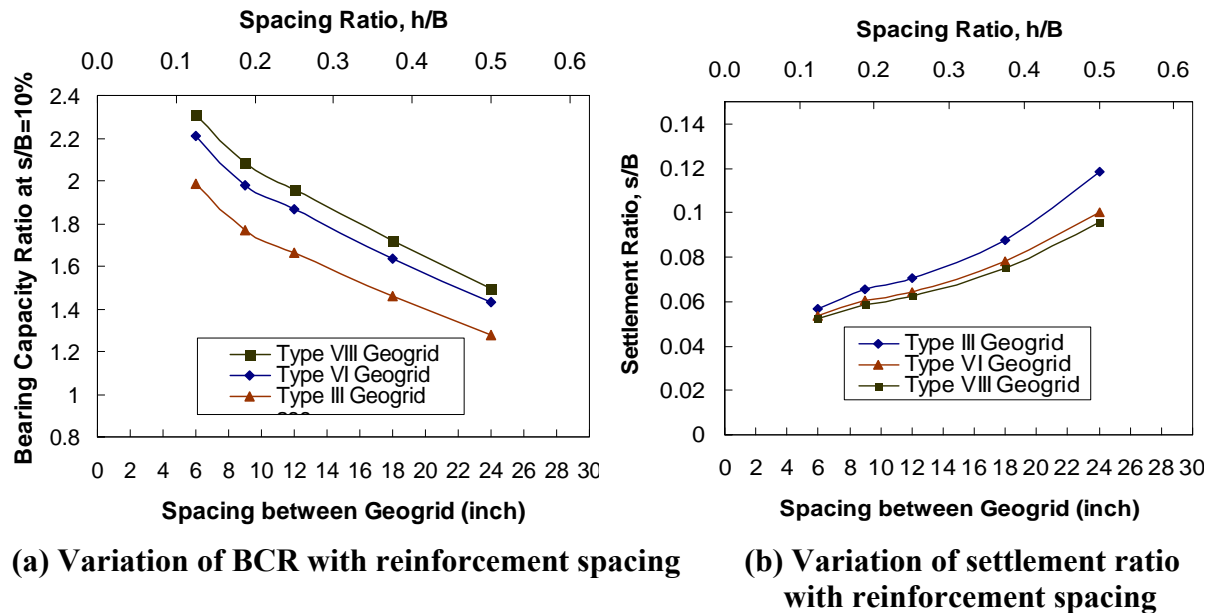 Spacing Ratio, h/B
0.0 0.1 0.2 0.3 0.4 0.5 0.6
Bearing Capacity Ratio at s/B=10%
2.4
2.2
2
1.8
1.6
1.4
1.2
1
0.8
Type VIII Geogrid
Type VI Geogrid
Type III Geogrid
0 2 4 6 8 10 12 14 16 18 20 22 24 26 28 30
Spacing between Geogrid (inch)
(a) Variation of BCR with reinforcement spacing
Spacing Ratio, h/B
0.0 0.1 0.2 0.3 0.4 0.5 0.6
Settlement Ratio, s/B
0.14
0.12
0.1
0.08
0.06
0.04
0.02
0
Type III Geogrid
Type VI Geogrid
Type VIII Geogrid
0 2 4 6 8 10 12 14 16 18 20 22 24 26 28 30
Spacing between Geogrid (inch)
(b) Variation of settlement ratio
with reinforcement spacing